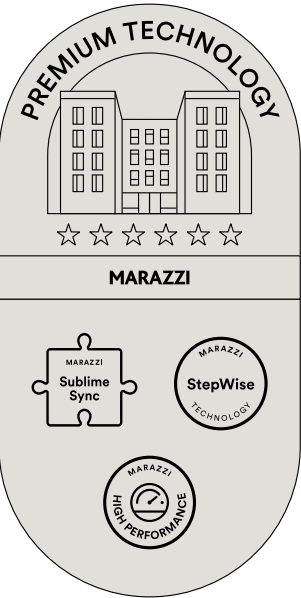 PREMIUM TECHNOLOGY
MARAZZI
MARAZZI
Sublime
Sync
MARAZZI
StepWise
TECHNOLOGY
MARAZZI
HIGH PERFORMANCE